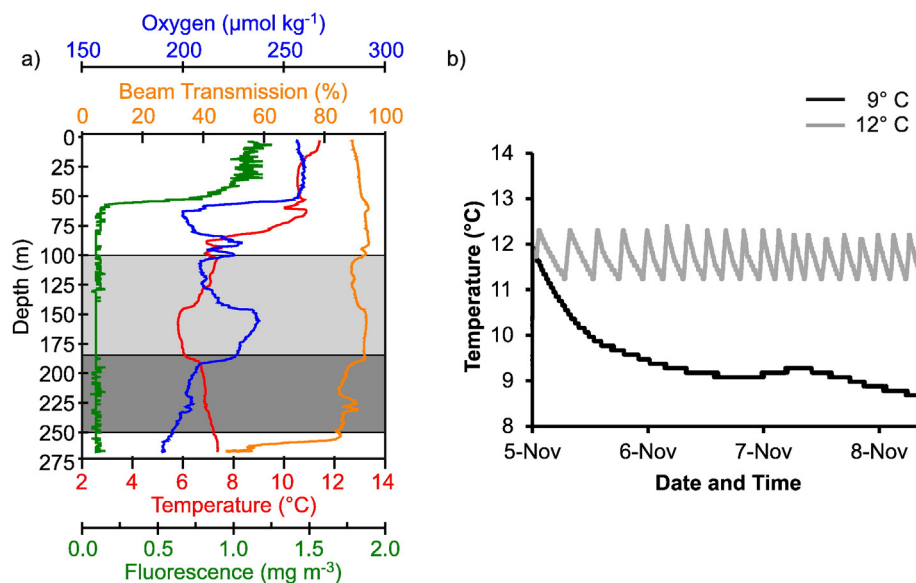 Oxygen (µmol kg⁻¹)
150 200 250 300
a)
Beam Transmission (%)
0 20 40 60 80 100
0
25
50
75
100
125
150
175
200
225
250
275
Depth (m)
2 4 6 8 10 12 14
Temperature (°C)
0.0 0.5 1.0 1.5 2.0
Fluorescence (mg m⁻³)
b)
9° C
12° C
14
13
12
11
10
9
8
Temperature (°C)
5-Nov 6-Nov 7-Nov 8-Nov
Date and Time